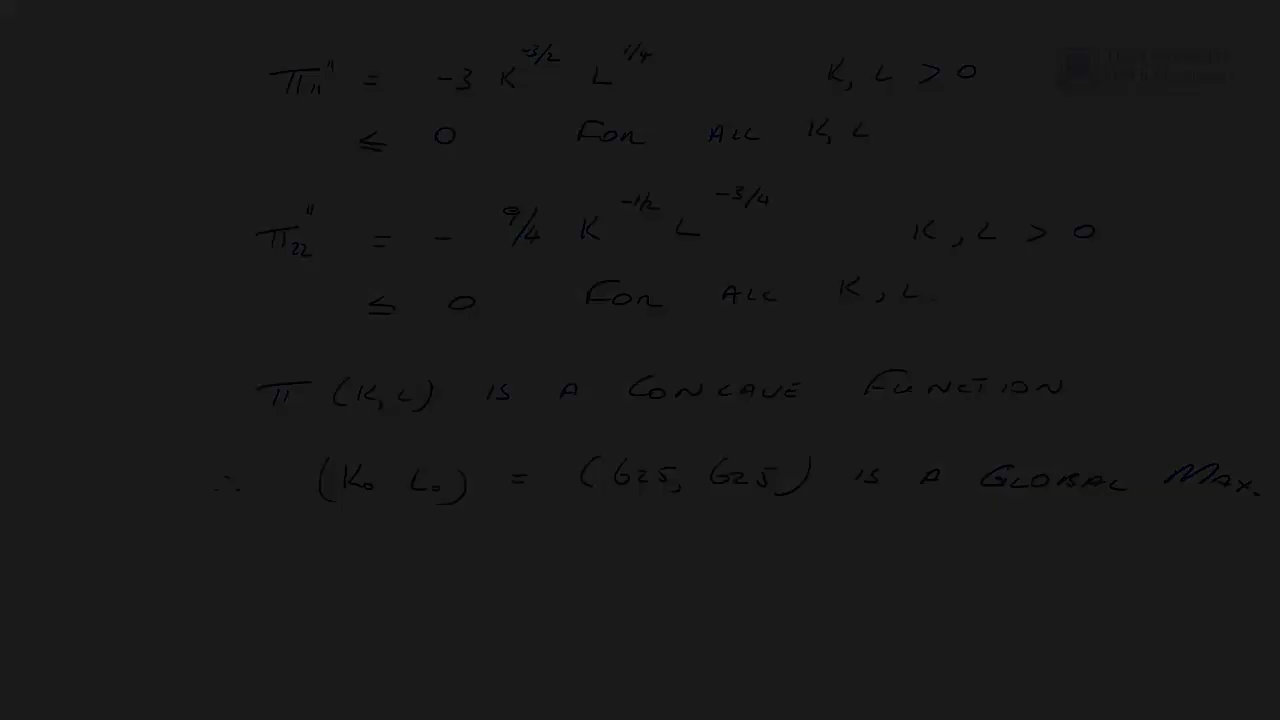 π₁₁'' = -3 K^{-3/2} L^{1/4} K, L > 0
≤ 0 FOR ALL K, L
π₂₂'' = - 9/4 K^{-1/2} L^{-3/4} K, L > 0
≤ 0 FOR ALL K, L.
π (K, L) IS A CONCAVE FUNCTION
∴ (K₀ L₀) = (625, 625) IS A GLOBAL MAX.